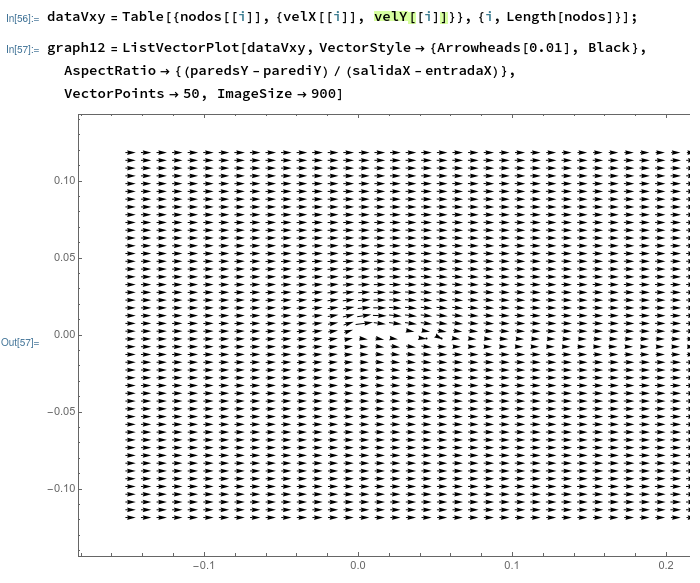 In[56]:= dataVxy = Table[{nodos[[i]], {velX[[i]], velY[[i]]}}, {i, Length[nodos]}];
In[57]:= graph12 = ListVectorPlot[dataVxy, VectorStyle → {Arrowheads[0.01], Black},
AspectRatio → {(paredsY - parediY) / (salidaX - entradaX)},
VectorPoints → 50, ImageSize → 900]
0.10
0.05
0.00
Out[57]=
-0.05
-0.10
-0.1 0.0 0.1 0.2